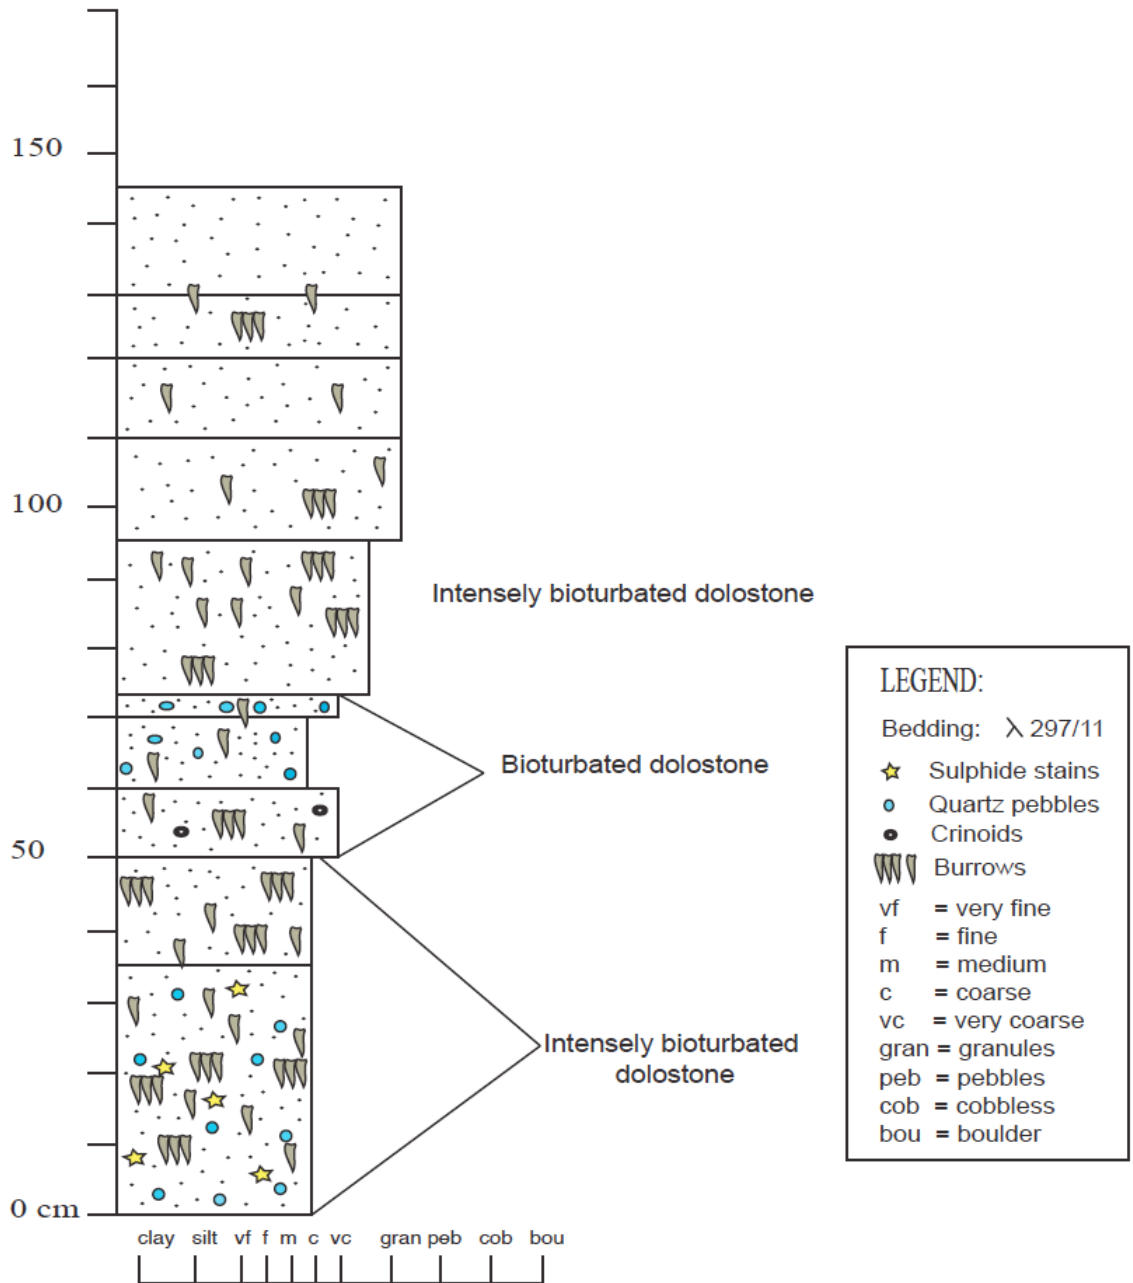 150
100
50
0 cm
Intensely bioturbated dolostone
Bioturbated dolostone
Intensely bioturbated
dolostone
clay silt vf f m c vc gran peb cob bou
LEGEND:
Bedding: λ 297/11
Sulphide stains
Quartz pebbles
Crinoids
Burrows
vf = very fine
f = fine
m = medium
c = coarse
vc = very coarse
gran = granules
peb = pebbles
cob = cobbless
bou = boulder